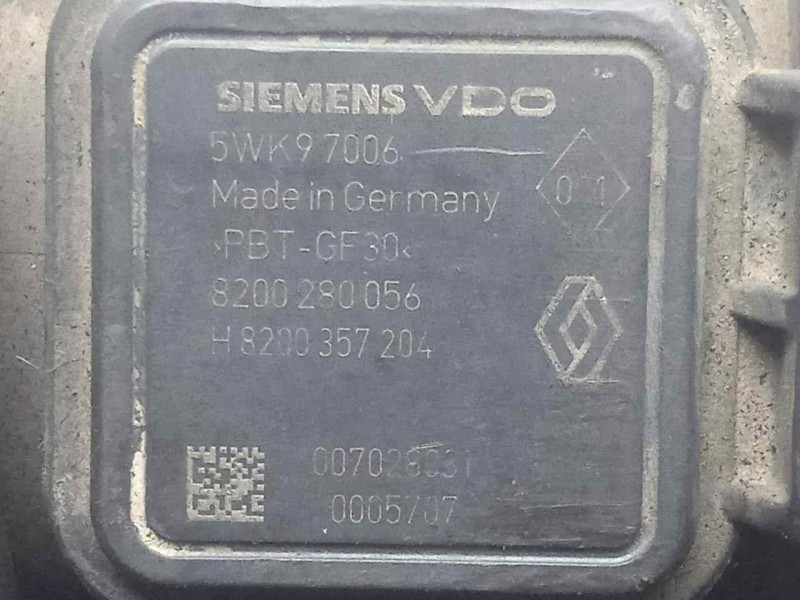 SIEMENS VDO
5WK9 7006
Made in Germany
›PBT-GF30‹
8200 280 056
H 8200 357 204
0005707